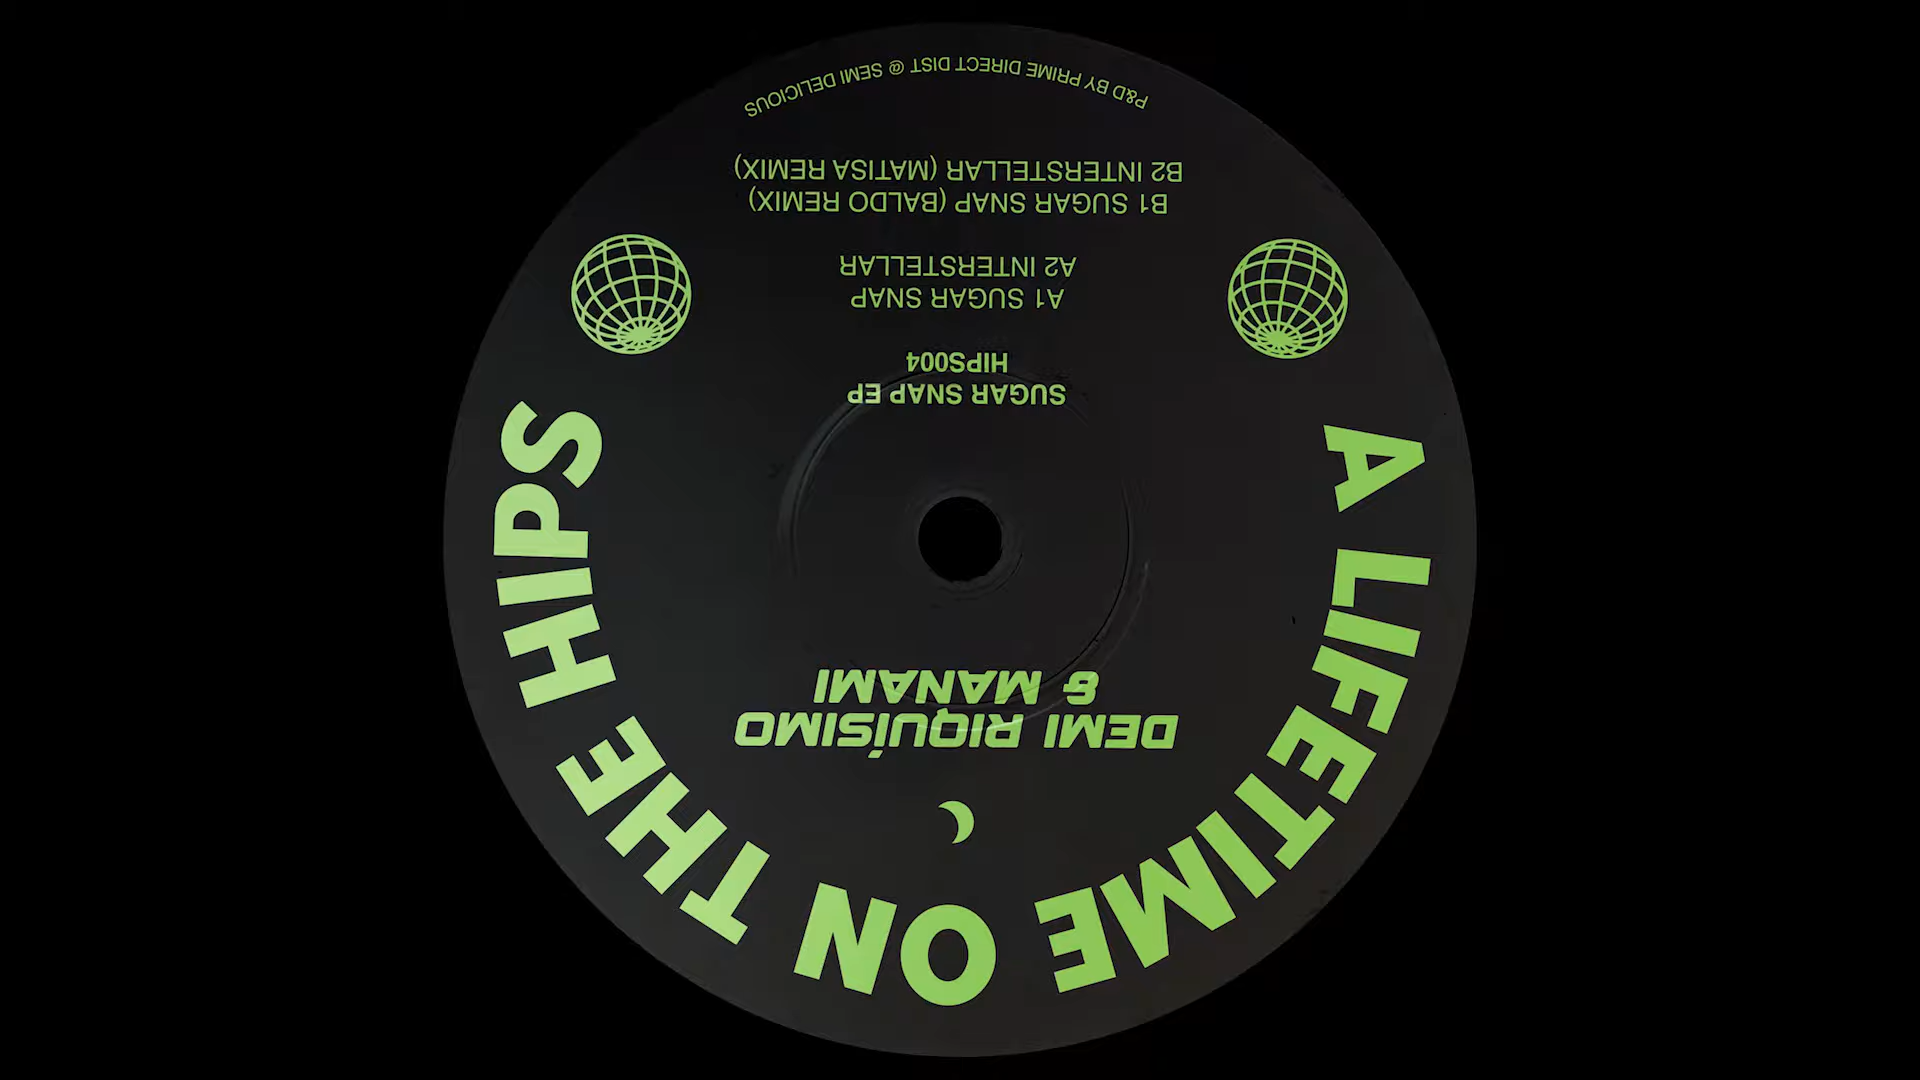 A LIFETIME ON THE HIPS
DEMI RIQUÍSIMO
& MANAMI
SUGAR SNAP EP
HIPS004
A1 SUGAR SNAP
A2 INTERSTELLAR
B1 SUGAR SNAP (BALDO REMIX)
B2 INTERSTELLAR (MATISA REMIX)
P&D BY PRIME DIRECT DIST @ SEMI DELICIOUS